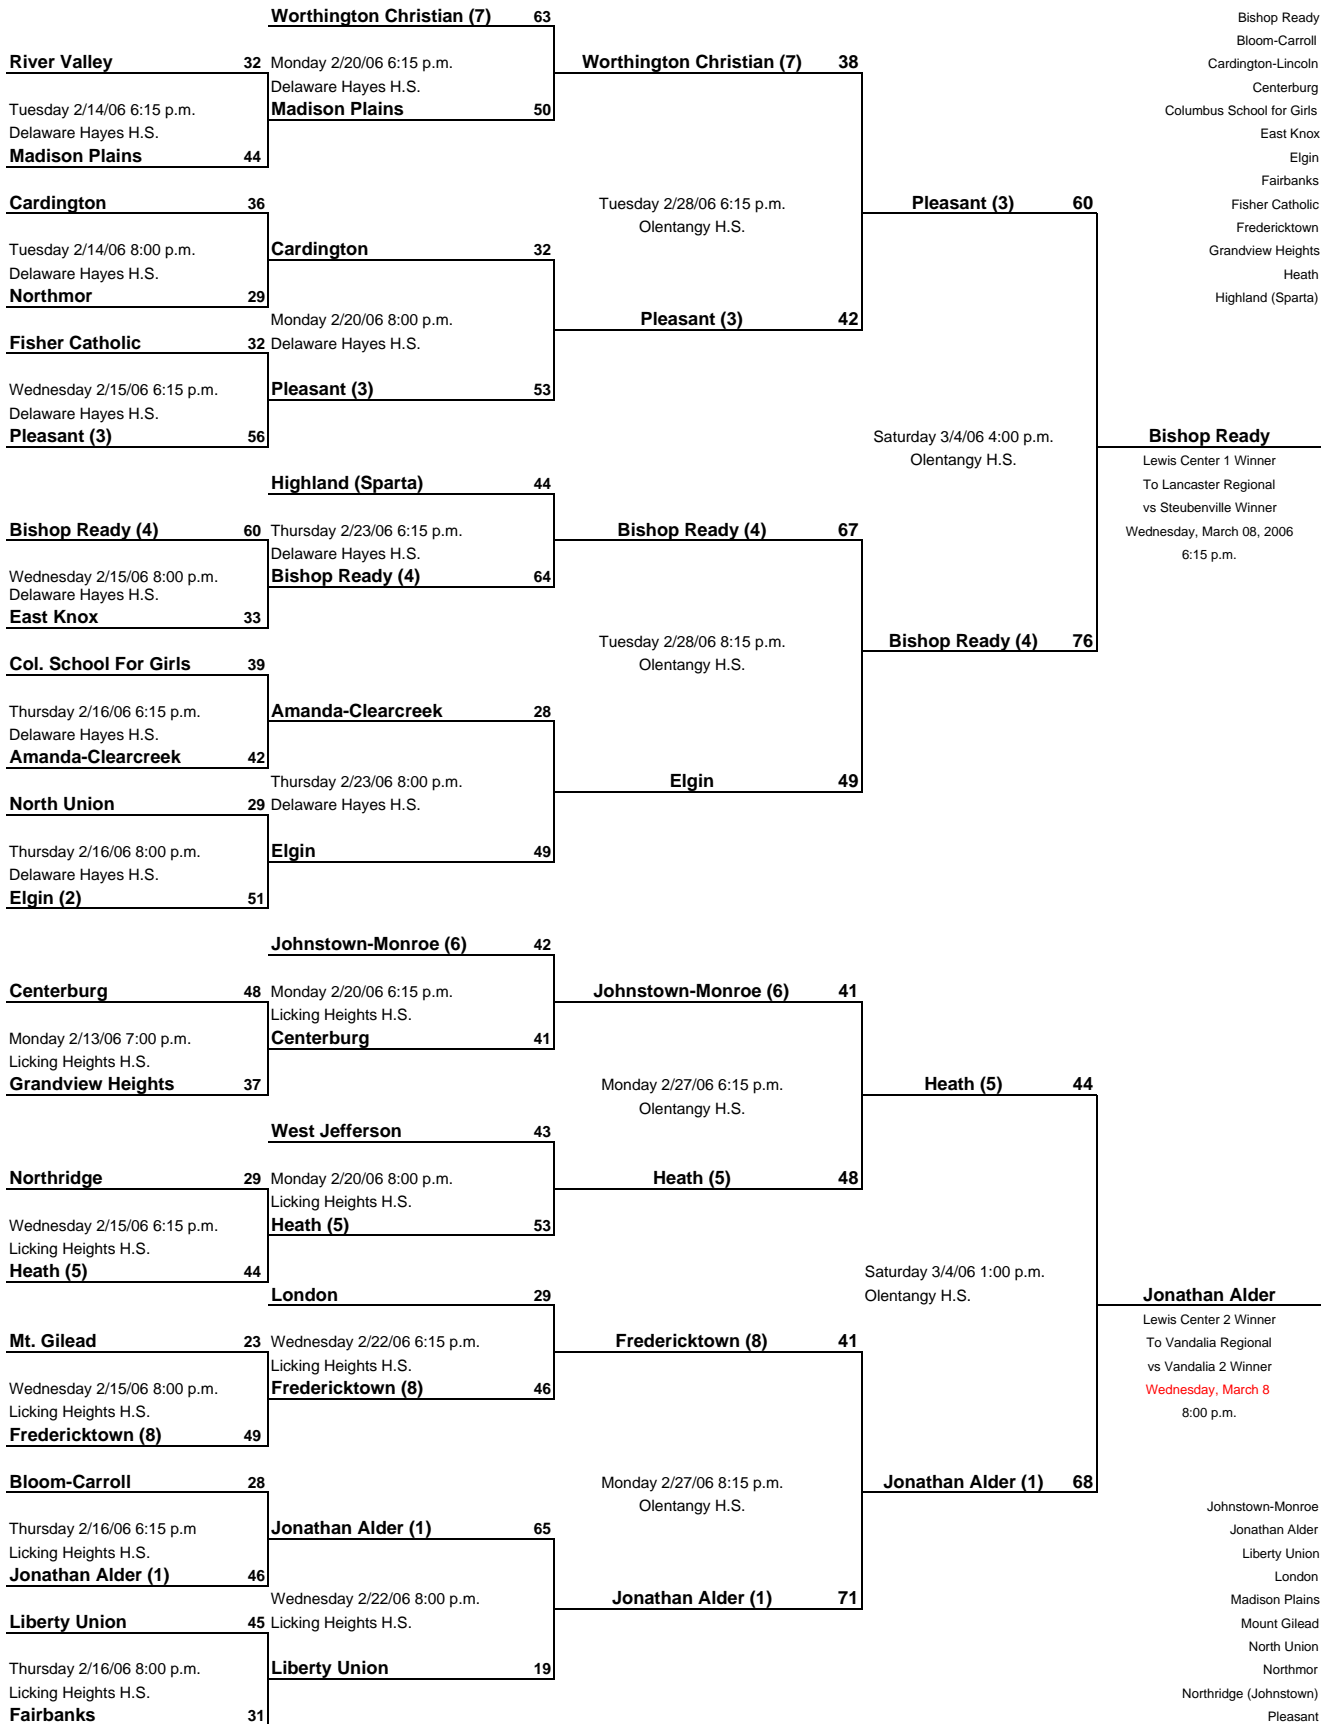 Worthington Christian (7) 63
Bishop Ready
Bloom-Carroll
River Valley 32 Monday 2/20/06 6:15 p.m. Worthington Christian (7) 38 Cardington-Lincoln
Delaware Hayes H.S. Centerburg
Tuesday 2/14/06 6:15 p.m. Madison Plains 50 Columbus School for Girls
Delaware Hayes H.S. East Knox
Madison Plains 44 Elgin
Fairbanks
Cardington 36 Tuesday 2/28/06 6:15 p.m. Pleasant (3) 60 Fisher Catholic
Olentangy H.S. Fredericktown
Tuesday 2/14/06 8:00 p.m. Cardington 32 Grandview Heights
Delaware Hayes H.S. Heath
Northmor 29 Highland (Sparta)
Monday 2/20/06 8:00 p.m. Pleasant (3) 42
Fisher Catholic 32 Delaware Hayes H.S.
Wednesday 2/15/06 6:15 p.m. Pleasant (3) 53
Delaware Hayes H.S.
Pleasant (3) 56 Saturday 3/4/06 4:00 p.m. Bishop Ready
Olentangy H.S. Lewis Center 1 Winner
Highland (Sparta) 44 To Lancaster Regional
vs Steubenville Winner
Bishop Ready (4) 60 Thursday 2/23/06 6:15 p.m. Bishop Ready (4) 67 Wednesday, March 08, 2006
Delaware Hayes H.S. 6:15 p.m.
Wednesday 2/15/06 8:00 p.m. Bishop Ready (4) 64
Delaware Hayes H.S.
East Knox 33
Tuesday 2/28/06 8:15 p.m. Bishop Ready (4) 76
Col. School For Girls 39 Olentangy H.S.
Thursday 2/16/06 6:15 p.m. Amanda-Clearcreek 28
Delaware Hayes H.S.
Amanda-Clearcreek 42
Thursday 2/23/06 8:00 p.m. Elgin 49
North Union 29 Delaware Hayes H.S.
Thursday 2/16/06 8:00 p.m. Elgin 49
Delaware Hayes H.S.
Elgin (2) 51
Johnstown-Monroe (6) 42
Centerburg 48 Monday 2/20/06 6:15 p.m. Johnstown-Monroe (6) 41
Licking Heights H.S.
Monday 2/13/06 7:00 p.m. Centerburg 41
Licking Heights H.S.
Grandview Heights 37 Monday 2/27/06 6:15 p.m. Heath (5) 44
Olentangy H.S.
West Jefferson 43
Northridge 29 Monday 2/20/06 8:00 p.m. Heath (5) 48
Licking Heights H.S.
Wednesday 2/15/06 6:15 p.m. Heath (5) 53
Licking Heights H.S.
Heath (5) 44 Saturday 3/4/06 1:00 p.m.
London 29 Olentangy H.S. Jonathan Alder
Lewis Center 2 Winner
Mt. Gilead 23 Wednesday 2/22/06 6:15 p.m. Fredericktown (8) 41 To Vandalia Regional
Licking Heights H.S. vs Vandalia 2 Winner
Wednesday 2/15/06 8:00 p.m. Fredericktown (8) 46 Wednesday, March 8
Licking Heights H.S. 8:00 p.m.
Fredericktown (8) 49
Bloom-Carroll 28 Monday 2/27/06 8:15 p.m. Jonathan Alder (1) 68
Olentangy H.S. Johnstown-Monroe
Thursday 2/16/06 6:15 p.m Jonathan Alder (1) 65 Jonathan Alder
Licking Heights H.S. Liberty Union
Jonathan Alder (1) 46 London
Wednesday 2/22/06 8:00 p.m. Jonathan Alder (1) 71 Madison Plains
Liberty Union 45 Licking Heights H.S. Mount Gilead
North Union
Thursday 2/16/06 8:00 p.m. Liberty Union 19 Northmor
Licking Heights H.S. Northridge (Johnstown)
Fairbanks 31 Pleasant